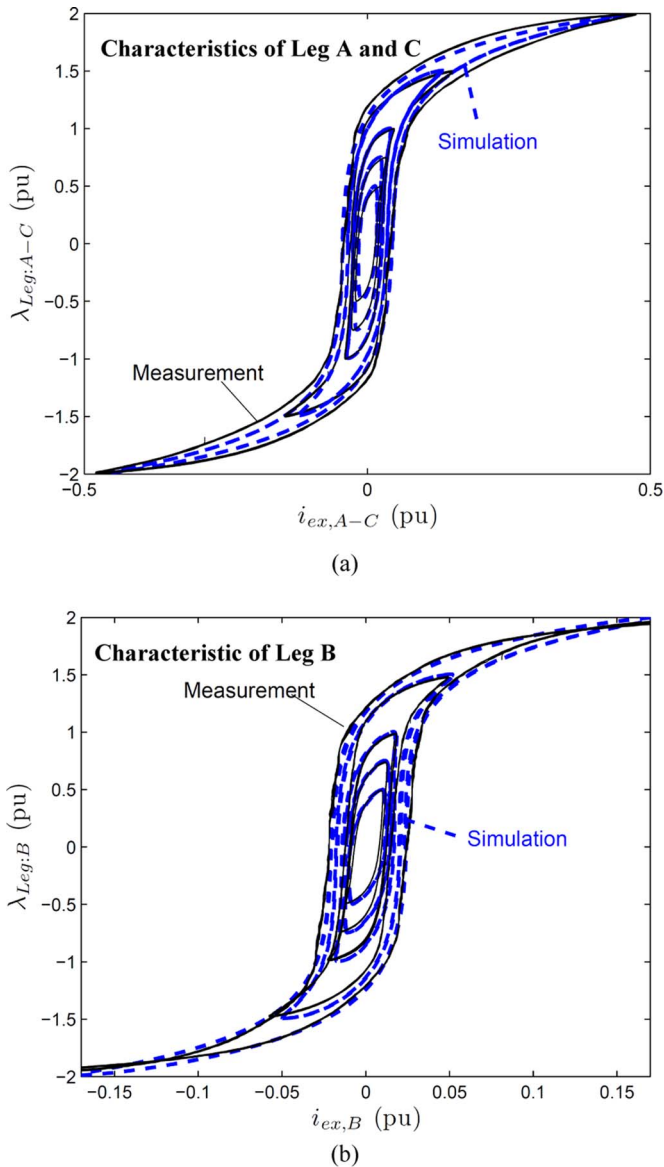 Characteristics of Leg A and C
2
1.5
1
0.5
0
−0.5
−1
−1.5
−2
λLeg:A−C (pu)
Simulation
Measurement
−0.5
0
0.5
iex,A−C (pu)
(a)
Characteristic of Leg B
2
1.5
1
0.5
0
−0.5
−1
−1.5
−2
λLeg:B (pu)
Measurement
Simulation
−0.15
−0.1
−0.05
0
0.05
0.1
0.15
iex,B (pu)
(b)